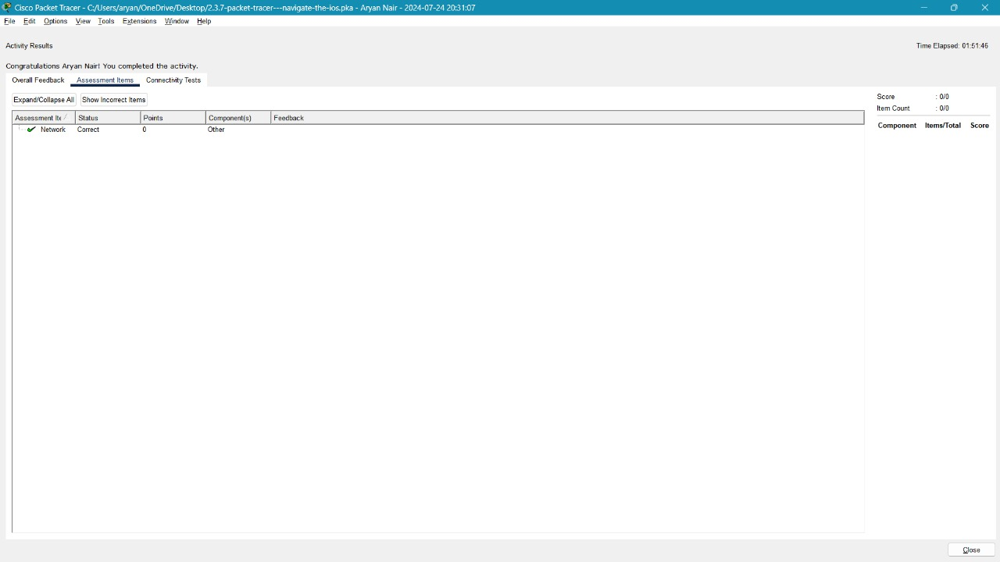 Cisco Packet Tracer - C:/Users/aryan/OneDrive/Desktop/2.3.7-packet-tracer---navigate-the-ios.pka - Aryan Nair - 2024-07-24 20:31:07
File Edit Options View Tools Extensions Window Help
Activity Results Time Elapsed: 01:51:46
Congratulations Aryan Nair! You completed the activity.
Overall Feedback Assessment Items Connectivity Tests
Expand/Collapse All Show Incorrect Items
Score : 0/0
Item Count : 0/0
Component Items/Total Score
Assessment Ite Status Points Component(s) Feedback
Network Correct 0 Other
Close